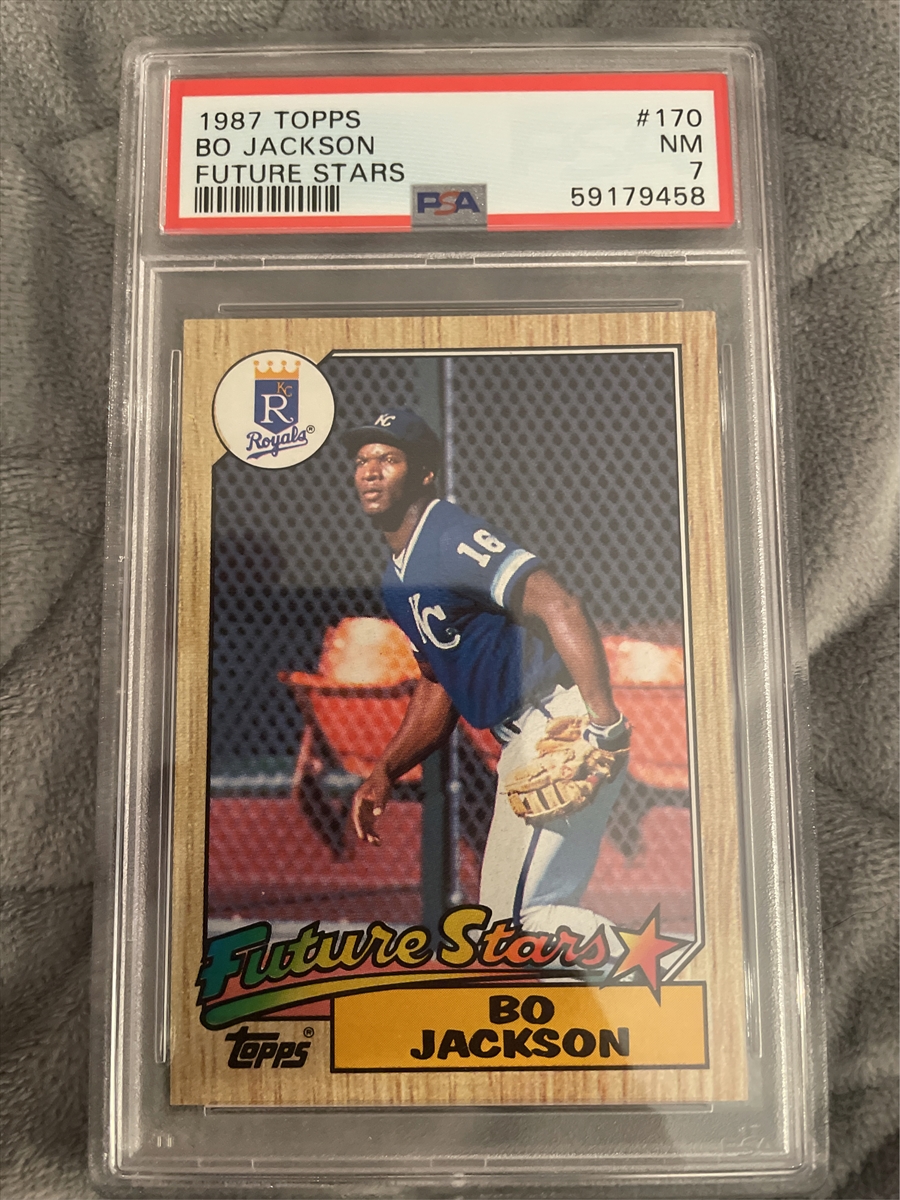 1987 TOPPS #170
BO JACKSON NM
FUTURE STARS 7
PSA 59179458
KC
R
Royals®
KC
16
KC
Future Stars
BO
JACKSON
topps®